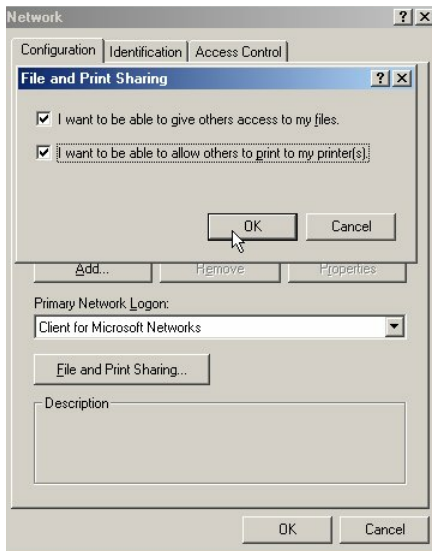 Network
Configuration Identification Access Control
File and Print Sharing
I want to be able to give others access to my files.
I want to be able to allow others to print to my printer(s).
OK Cancel
Add... Remove Properties
Primary Network Logon:
Client for Microsoft Networks
File and Print Sharing...
Description
OK Cancel